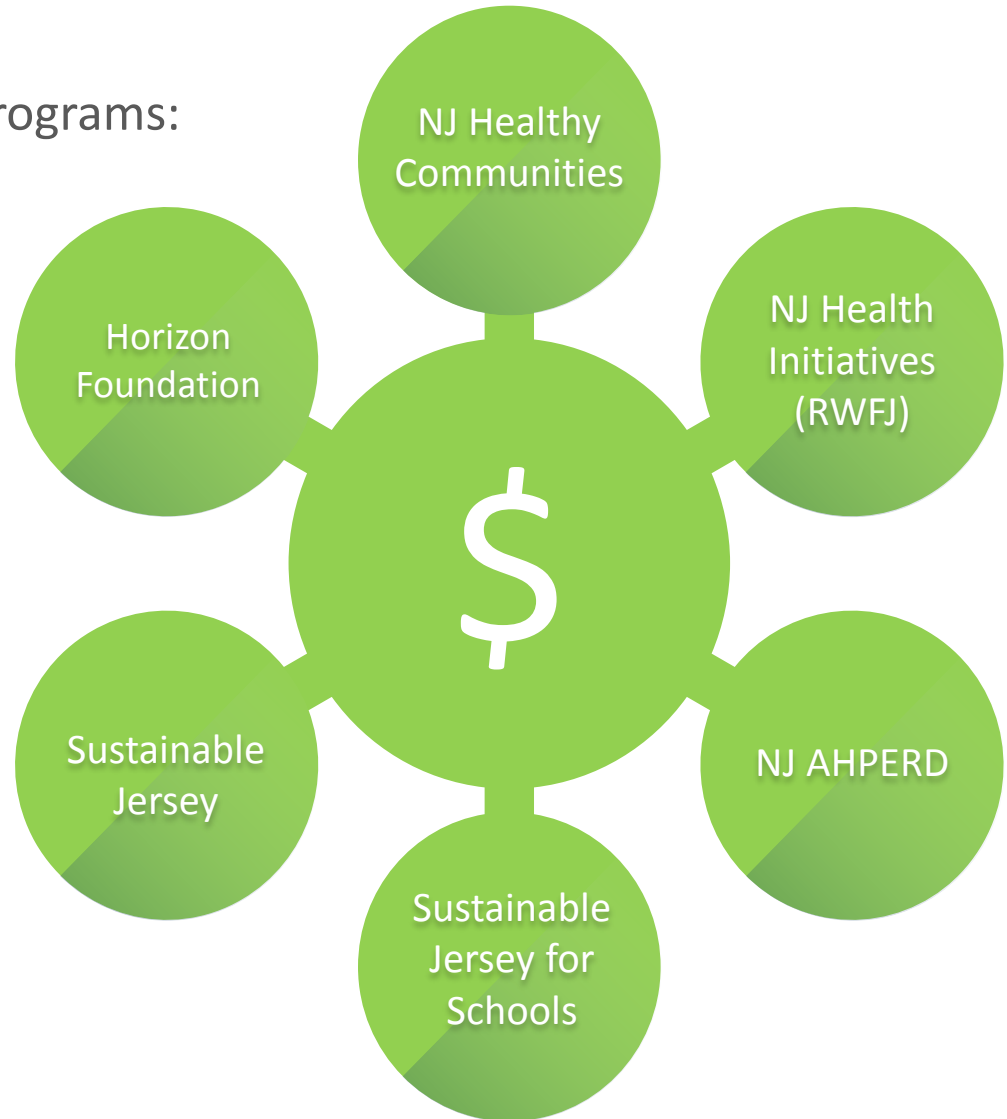 rograms:
NJ Healthy
Communities
NJ Health
Initiatives
(RWFJ)
Horizon
Foundation
$
Sustainable
Jersey
NJ AHPERD
Sustainable
Jersey for
Schools